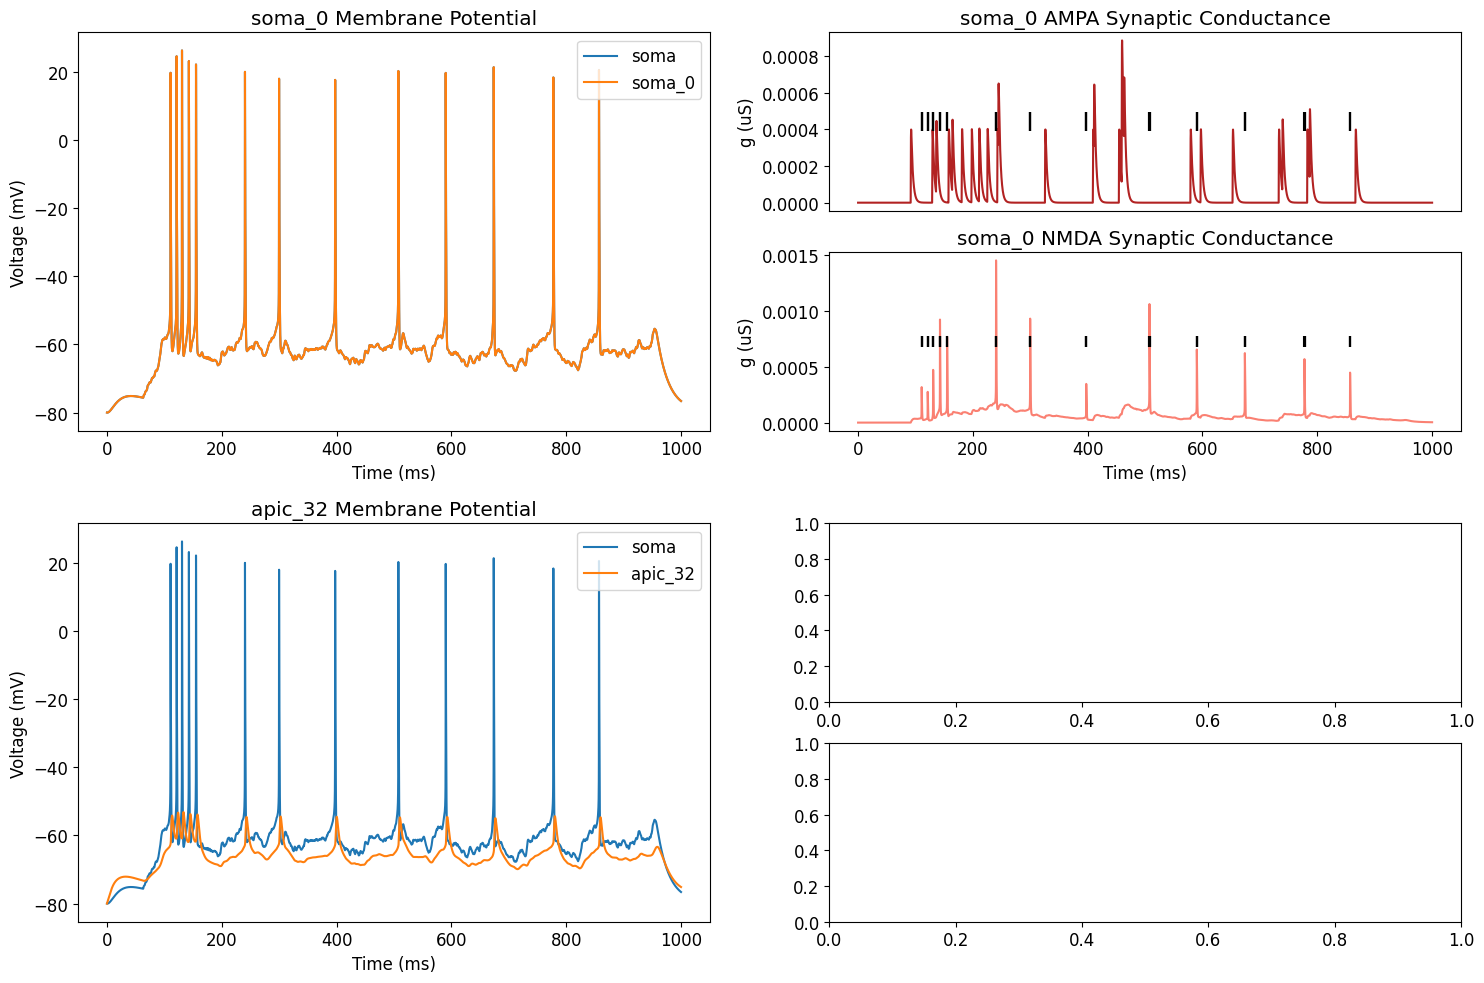 soma_0 Membrane Potential
Voltage (mV)
20
0
−20
−40
−60
−80
soma
soma_0
0 200 400 600 800 1000
Time (ms)
soma_0 AMPA Synaptic Conductance
g (uS)
0.0008
0.0006
0.0004
0.0002
0.0000
soma_0 NMDA Synaptic Conductance
g (uS)
0.0015
0.0010
0.0005
0.0000
0 200 400 600 800 1000
Time (ms)
apic_32 Membrane Potential
Voltage (mV)
20
0
−20
−40
−60
−80
soma
apic_32
0 200 400 600 800 1000
Time (ms)
1.0
0.8
0.6
0.4
0.2
0.0
0.0 0.2 0.4 0.6 0.8 1.0
1.0
0.8
0.6
0.4
0.2
0.0
0.0 0.2 0.4 0.6 0.8 1.0